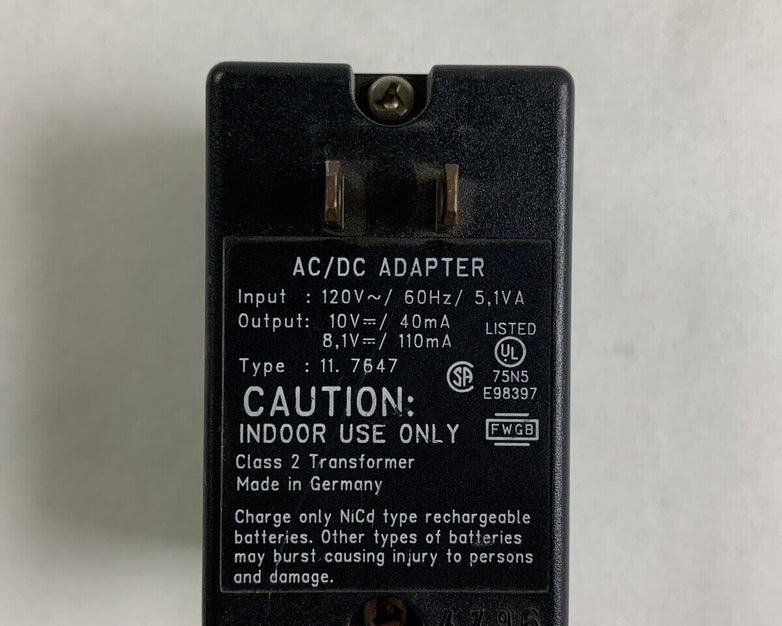 AC/DC ADAPTER
Input : 120V~/ 60Hz/ 5,1VA
Output: 10V⎓/ 40mA
8,1V⎓/ 110mA
Type : 11. 7647
LISTED
UL
75N5
E98397
SA
CAUTION:
INDOOR USE ONLY
FWGB
Class 2 Transformer
Made in Germany
Charge only NiCd type rechargeable
batteries. Other types of batteries
may burst causing injury to persons
and damage.